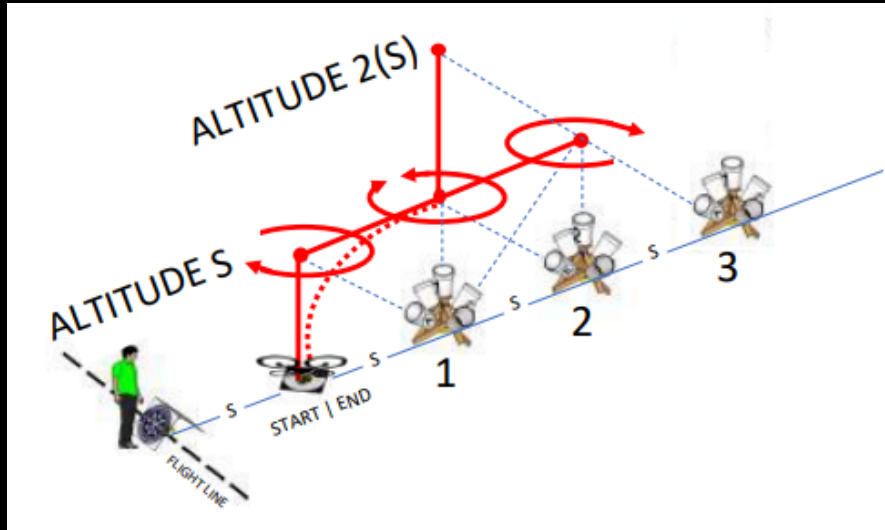 ALTITUDE 2(S)
ALTITUDE S
S
S
S
S
1
2
3
START | END
FLIGHT LINE